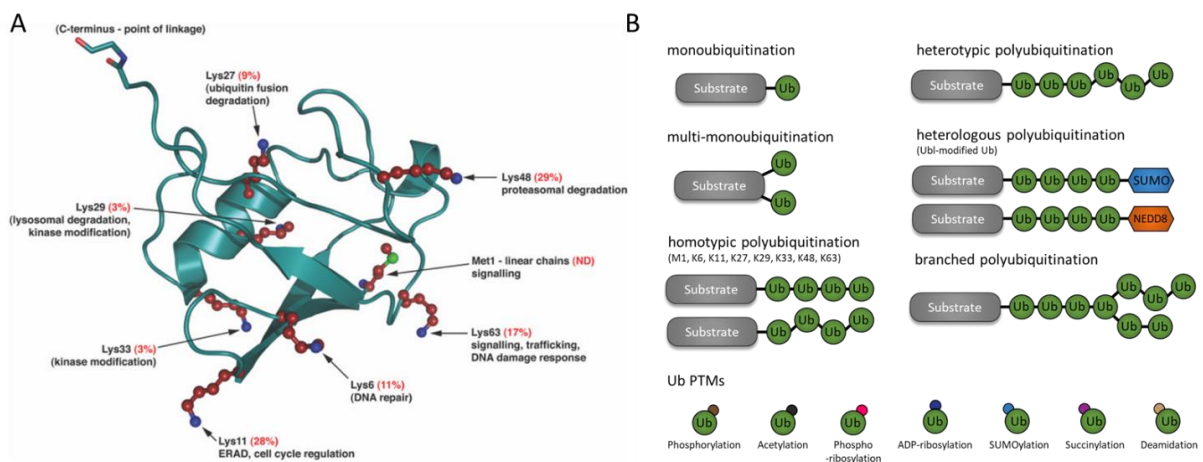 A
(C-terminus - point of linkage)
Lys27 (9%)
(ubiquitin fusion
degradation)
Lys48 (29%)
proteasomal degradation
Lys29 (3%)
(lysosomal degradation,
kinase modification)
Met1 - linear chains (ND)
signalling
Lys63 (17%)
signalling, trafficking,
DNA damage response
Lys33 (3%)
(kinase modification)
Lys6 (11%)
(DNA repair)
Lys11 (28%)
ERAD, cell cycle regulation
B
monoubiquitination
Substrate Ub
multi-monoubiquitination
Ub
Substrate
Ub
homotypic polyubiquitination
(M1, K6, K11, K27, K29, K33, K48, K63)
Substrate Ub Ub Ub Ub
Substrate Ub Ub Ub Ub
heterotypic polyubiquitination
Substrate Ub Ub Ub Ub Ub Ub
heterologous polyubiquitination
(Ubl-modified Ub)
Substrate Ub Ub Ub Ub SUMO
Substrate Ub Ub Ub Ub NEDD8
branched polyubiquitination
Substrate Ub Ub Ub Ub Ub Ub Ub
Ub Ub
Ub PTMs
Ub Ub Ub Ub Ub Ub Ub
Phosphorylation Acetylation Phospho ADP-ribosylation SUMOylation Succinylation Deamidation
-ribosylation